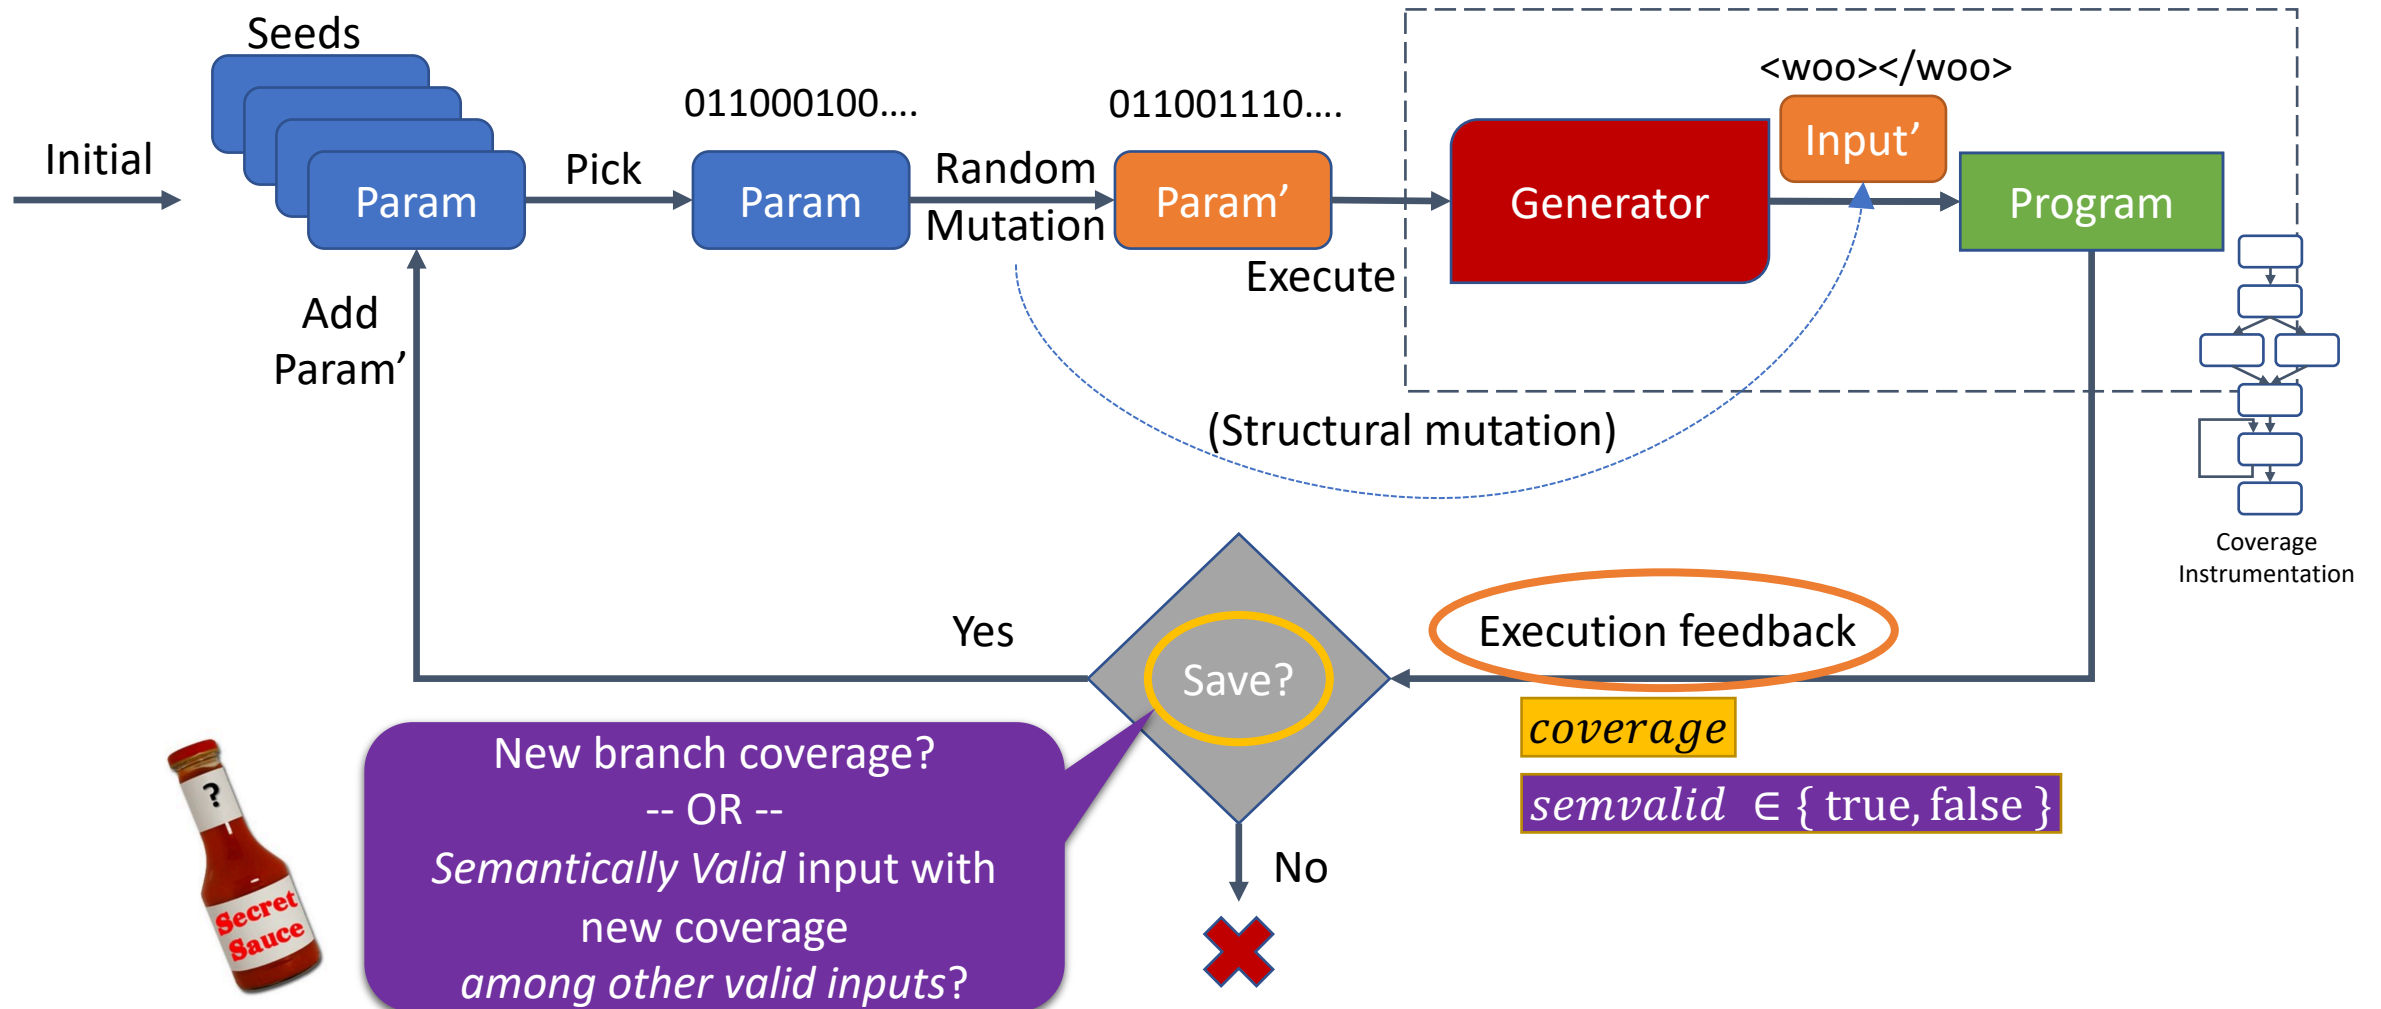 Seeds
Initial
Param
Pick
011000100....
Param
Random
Mutation
011001110....
Param’
Execute
Generator
<woo></woo>
Input’
Program
Coverage
Instrumentation
(Structural mutation)
Add
Param’
Yes
Save?
Execution feedback
coverage
semvalid ∈ { true, false }
No
New branch coverage?
-- OR --
Semantically Valid input with
new coverage
among other valid inputs?
?
Secret
Sauce